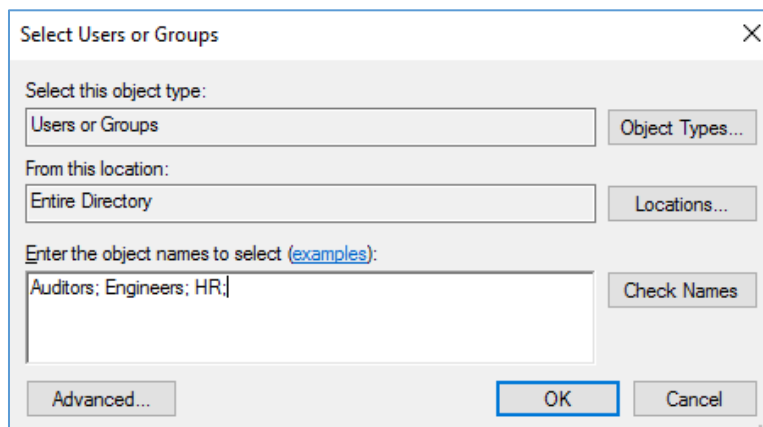 Select Users or Groups
Select this object type:
Users or Groups
Object Types...
From this location:
Entire Directory
Locations...
Enter the object names to select (examples):
Auditors; Engineers; HR;
Check Names
Advanced...
OK
Cancel